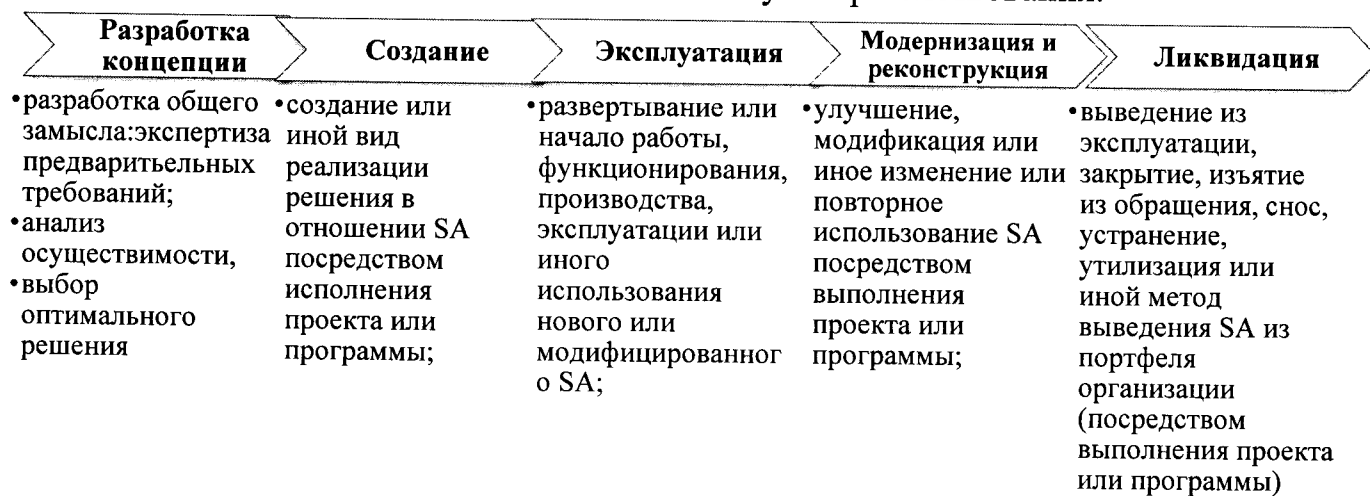 Разработка
концепции
Создание
Эксплуатация
Модернизация и
реконструкция
Ликвидация
•разработка общего
замысла:экспертиза
предваритьельных
требований;
•анализ
осуществимости,
•выбор
оптимального
решения
•создание или
иной вид
реализации
решения в
отношении SA
посредством
исполнения
проекта или
программы;
•развертывание или
начало работы,
функционирования,
производства,
эксплуатации или
иного
использования
нового или
модифицированног
о SA;
•улучшение,
модификация или
иное изменение или
повторное
использование SA
посредством
выполнения
проекта или
программы;
•выведение из
эксплуатации,
закрытие, изъятие
из обращения, снос,
устранение,
утилизация или
иной метод
выведения SA из
портфеля
организации
(посредством
выполнения проекта
или программы)